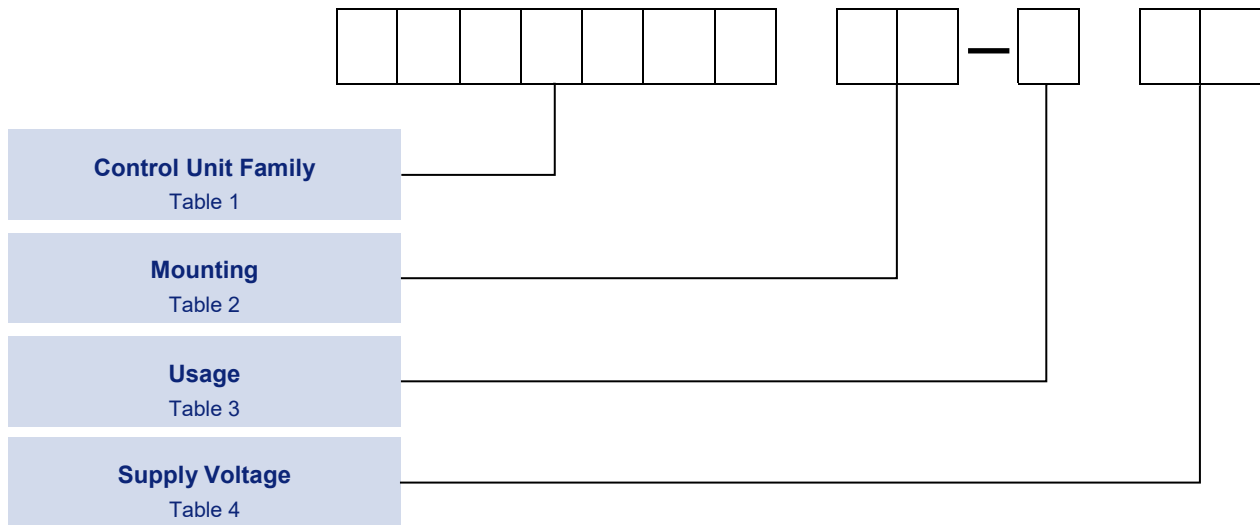 Control Unit Family
Table 1
Mounting
Table 2
Usage
Table 3
Supply Voltage
Table 4